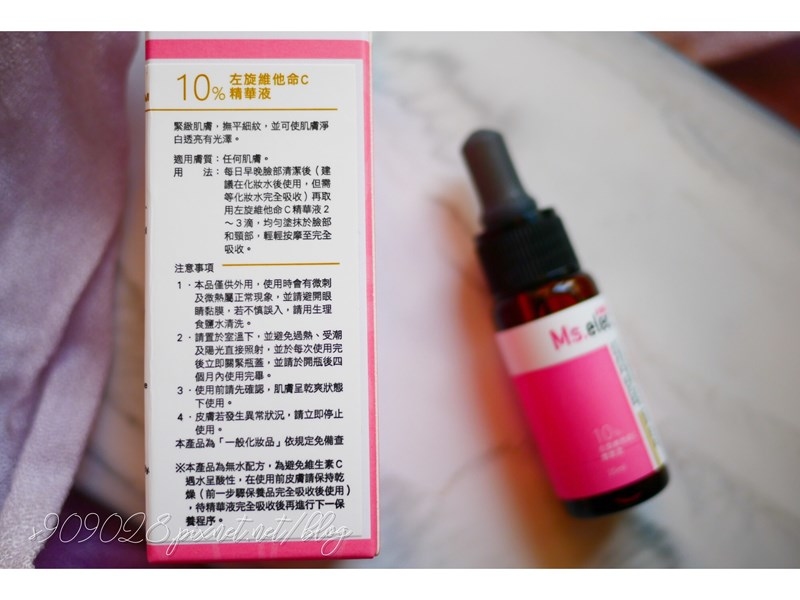 10% 左旋維他命C
精華液
緊緻肌膚，撫平細紋，並可使肌膚淨
白透亮有光澤。
適用膚質：任何肌膚。
用　法：每日早晚臉部清潔後（建
議在化妝水後使用，但需
等化妝水完全吸收）再取
用左旋維他命C精華液2
～3滴，均勻塗抹於臉部
和頸部，輕輕按摩至完全
吸收。
注意事項
1．本品僅供外用，使用時會有微刺
及微熱屬正常現象，並請避開眼
睛黏膜，若不慎誤入，請用生理
食鹽水清洗。
2．請置於室溫下，並避免過熱、受潮
及陽光直接照射，並於每次使用完
後立即關緊瓶蓋，並請於開瓶後四
個月內使用完畢。
3．使用前請先確認，肌膚呈乾爽狀態
下使用。
4．皮膚若發生異常狀況，請立即停止
使用。
本產品為「一般化妝品」依規定免備查
※本產品為無水配方，為避免維生素C
遇水呈酸性，在使用前皮膚請保持乾
燥（前一步驟保養品完全吸收後使用）
，待精華液完全吸收後再進行下一保
養程序。
Ms.elec
10%
s909028.pixnet.net/blog